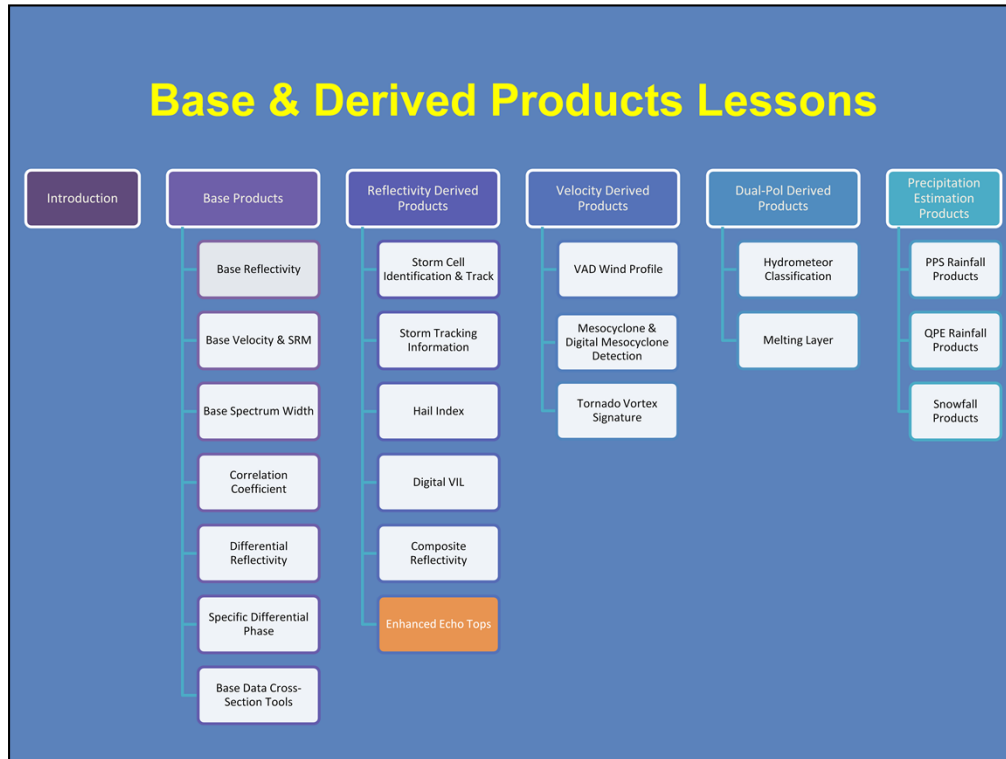 Base & Derived Products Lessons
Introduction
Base Products
Base Reflectivity
Base Velocity & SRM
Base Spectrum Width
Correlation
Coefficient
Differential
Reflectivity
Specific Differential
Phase
Base Data Cross-
Section Tools
Reflectivity Derived
Products
Storm Cell
Identification & Track
Storm Tracking
Information
Hail Index
Digital VIL
Composite
Reflectivity
Enhanced Echo Tops
Velocity Derived
Products
VAD Wind Profile
Mesocyclone &
Digital Mesocyclone
Detection
Tornado Vortex
Signature
Dual-Pol Derived
Products
Hydrometeor
Classification
Melting Layer
Precipitation
Estimation
Products
PPS Rainfall
Products
QPE Rainfall
Products
Snowfall
Products